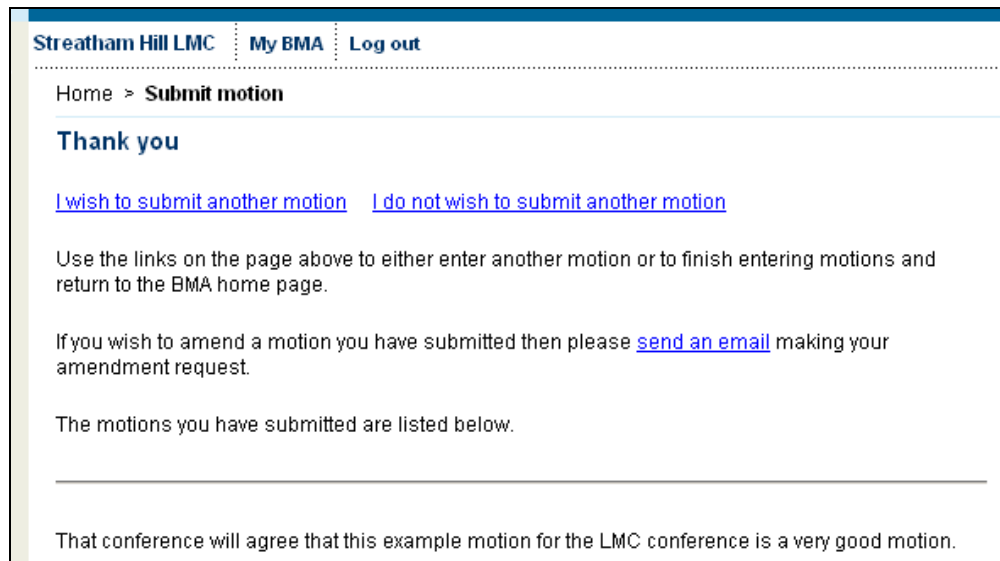 Streatham Hill LMC My BMA Log out
Home > Submit motion
Thank you
I wish to submit another motion I do not wish to submit another motion
Use the links on the page above to either enter another motion or to finish entering motions and
return to the BMA home page.
If you wish to amend a motion you have submitted then please send an email making your
amendment request.
The motions you have submitted are listed below.
That conference will agree that this example motion for the LMC conference is a very good motion.